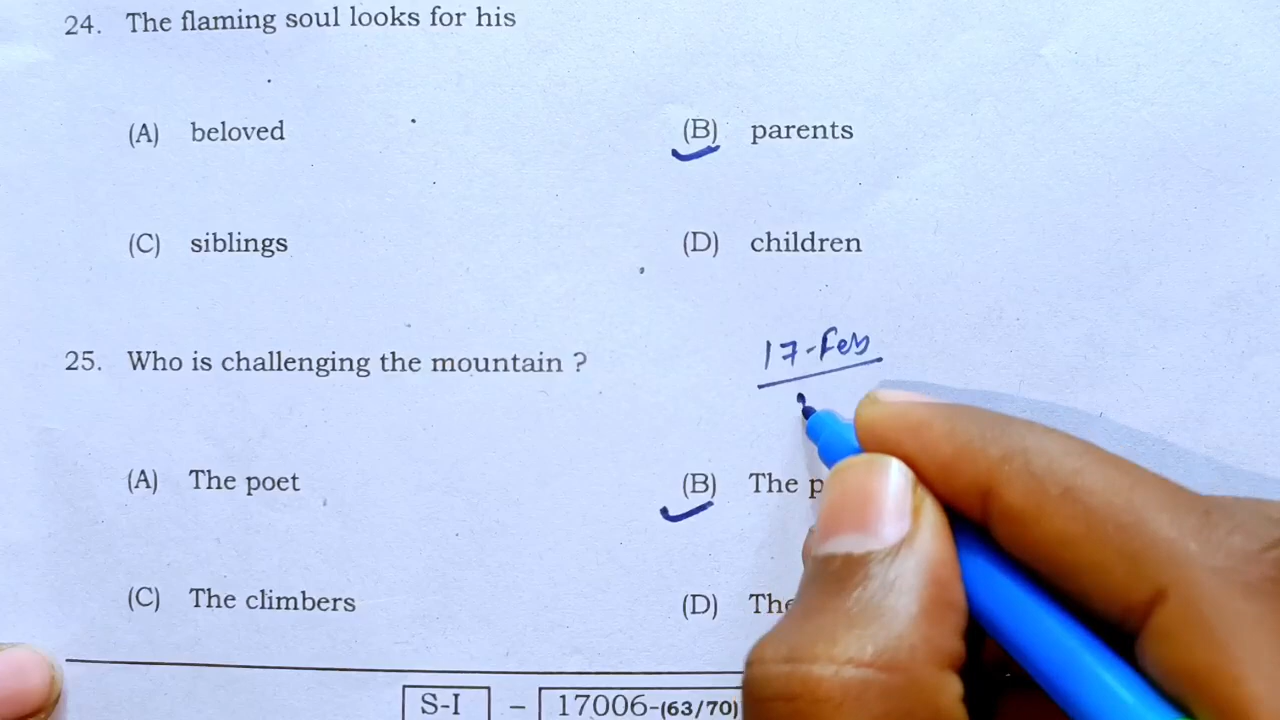 24. The flaming soul looks for his
(A) beloved (B) parents
(C) siblings (D) children
25. Who is challenging the mountain ?
17-Feb
(A) The poet (B) The
(C) The climbers (D)
S-I – 17006-(63/70)